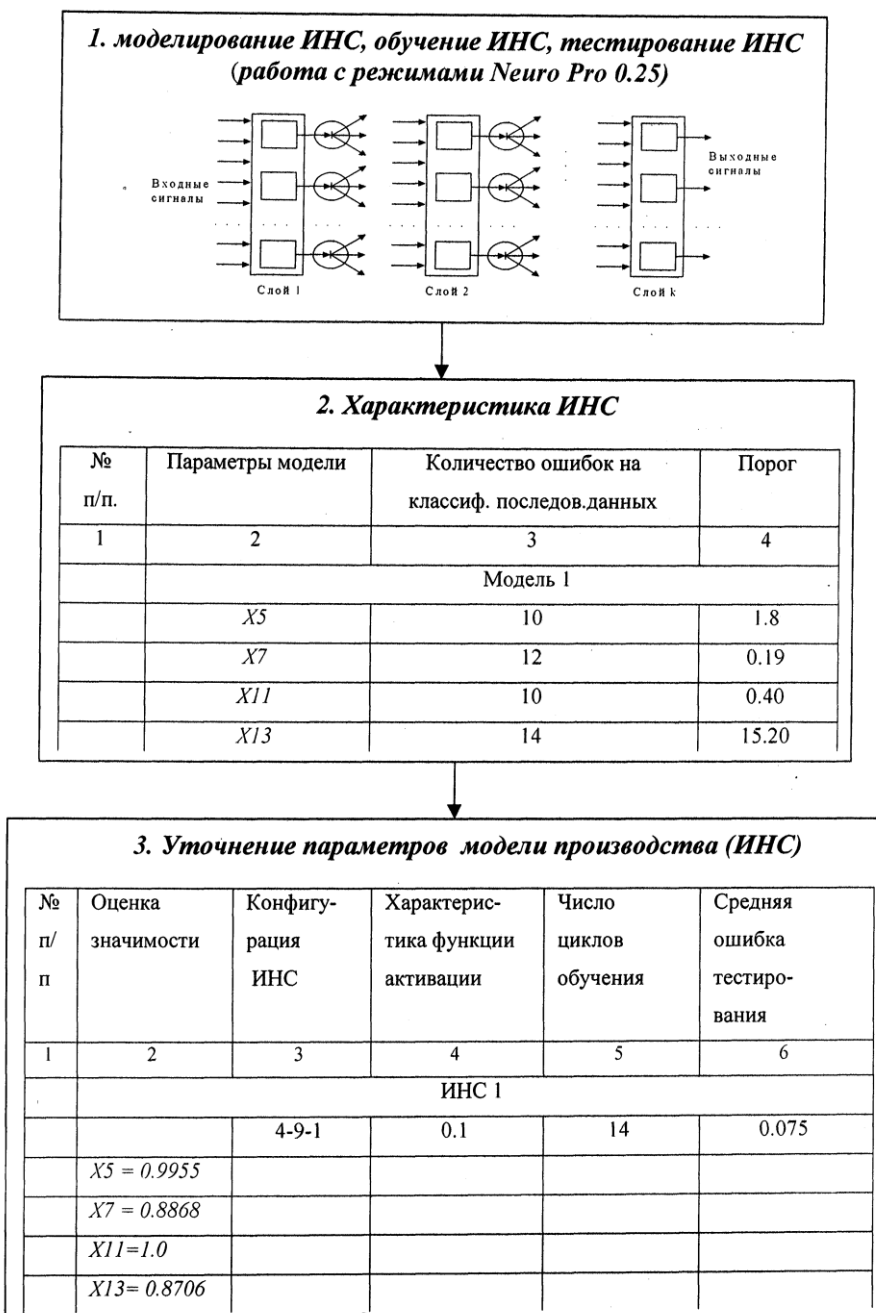 1. моделирование ИНС, обучение ИНС, тестирование ИНС
(работа с режимами Neuro Pro 0.25)
Входные
сигналы
Выходные
сигналы
Слой 1
Слой 2
Слой k
2. Характеристика ИНС
№
п/п.
Параметры модели
Количество ошибок на
классиф. последов.данных
Порог
1 2 3 4
Модель 1
X5 10 1.8
X7 12 0.19
X11 10 0.40
X13 14 15.20
3. Уточнение параметров модели производства (ИНС)
№
п/
п
Оценка
значимости
Конфигу-
рация
ИНС
Характерис-
тика функции
активации
Число
циклов
обучения
Средняя
ошибка
тестиро-
вания
1 2 3 4 5 6
ИНС 1
4-9-1 0.1 14 0.075
X5 = 0.9955
X7 = 0.8868
X11=1.0
X13= 0.8706